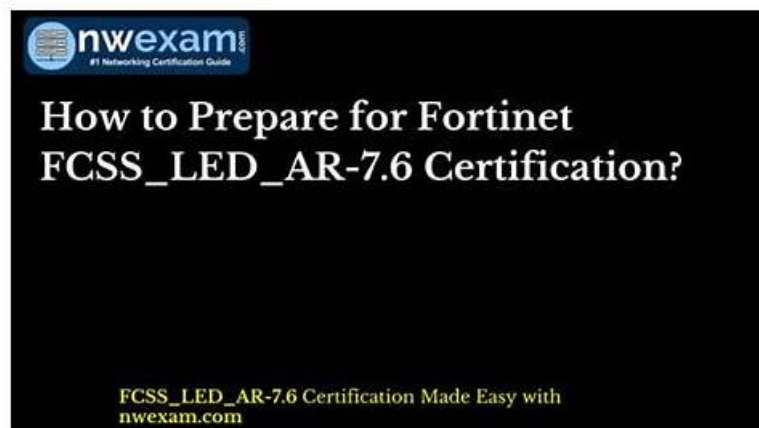 nwexam.com
#1 Networking Certification Guide
How to Prepare for Fortinet
FCSS_LED_AR-7.6 Certification?
FCSS_LED_AR-7.6 Certification Made Easy with
nwexam.com